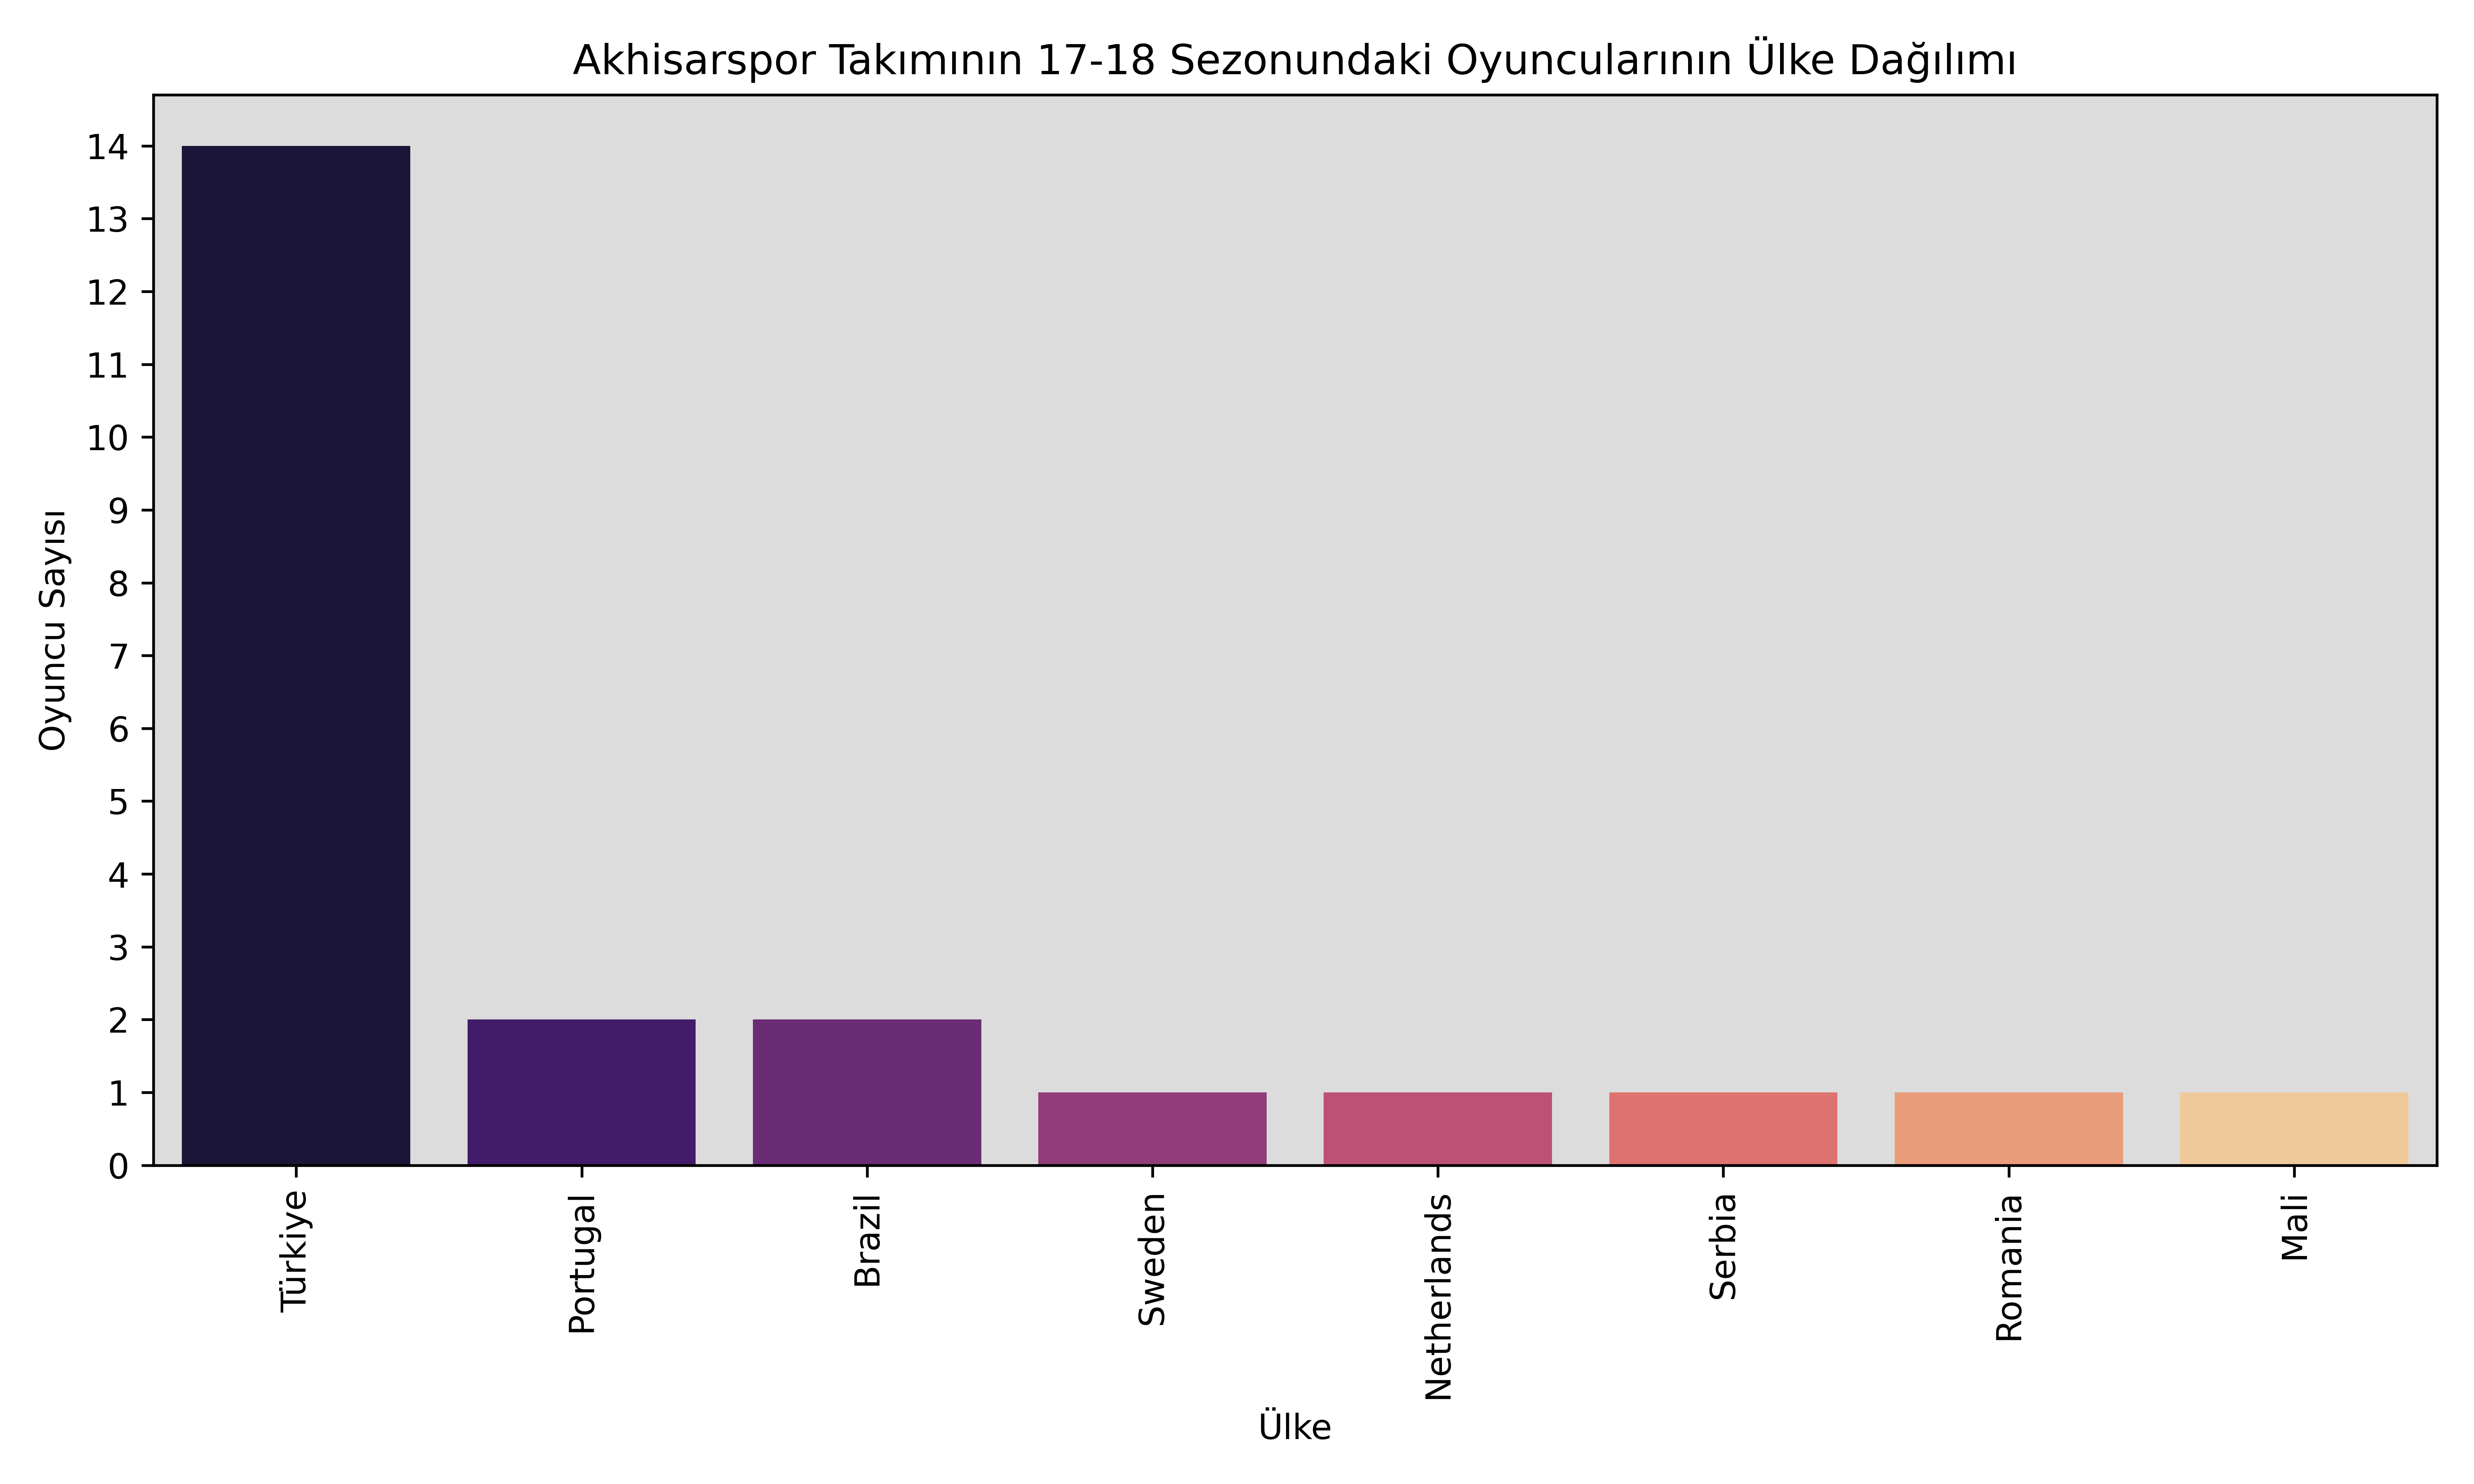 Akhisarspor Takımının 17-18 Sezonundaki Oyuncularının Ülke Dağılımı
Oyuncu Sayısı
14
13
12
11
10
9
8
7
6
5
4
3
2
1
0
Türkiye
Portugal
Brazil
Sweden
Netherlands
Serbia
Romania
Mali
Ülke